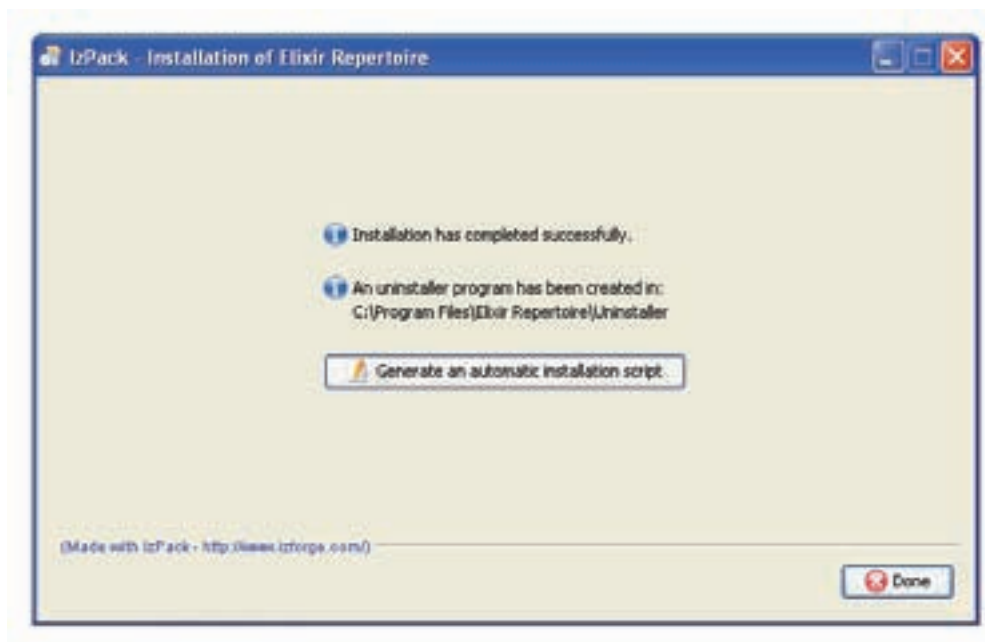 IzPack - Installation of Elixir Repertoire
Installation has completed successfully.
An uninstaller program has been created in:
C:\Program Files\Elixir Repertoire\Uninstaller
Generate an automatic installation script
(Made with IzPack - http://www.izforge.com/)
Done